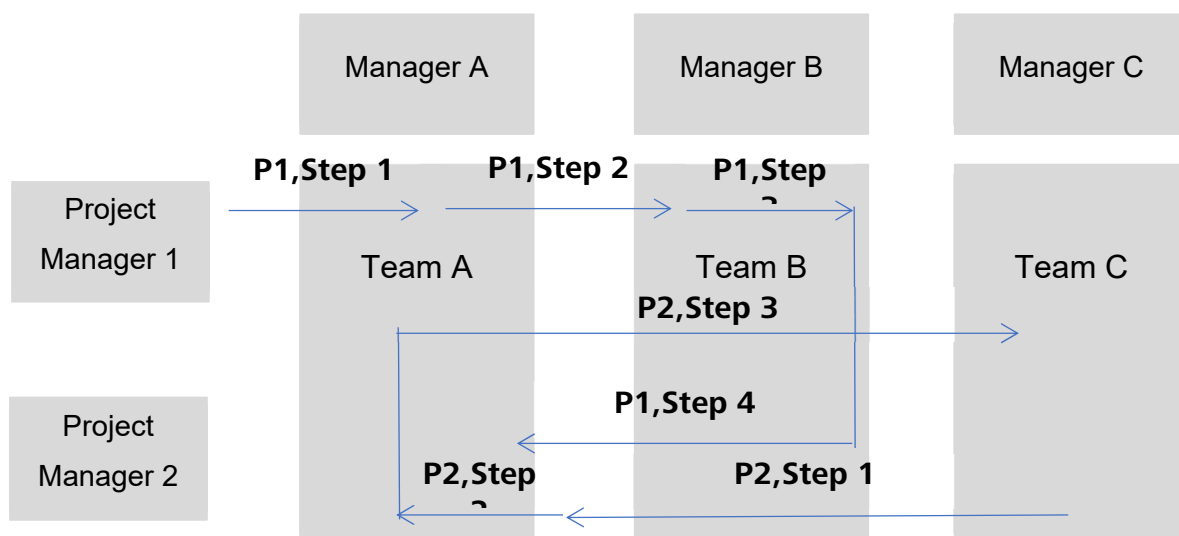 Manager A
Manager B
Manager C
P1,Step 1
P1,Step 2
P1,Step
Project
Manager 1
Team A
Team B
Team C
P2,Step 3
P1,Step 4
Project
Manager 2
P2,Step
P2,Step 1